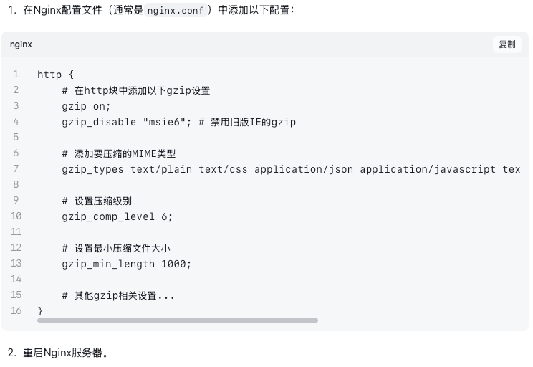 1. 在Nginx配置文件（通常是 nginx.conf ）中添加以下配置：
nginx
复制
1 http {
2 # 在http块中添加以下gzip设置
3 gzip on;
4 gzip_disable "msie6"; # 禁用旧版IE的gzip
5
6 # 添加要压缩的MIME类型
7 gzip_types text/plain text/css application/json application/javascript tex
8
9 # 设置压缩级别
10 gzip_comp_level 6;
11
12 # 设置最小压缩文件大小
13 gzip_min_length 1000;
14
15 # 其他gzip相关设置...
16 }
2. 重启Nginx服务器。